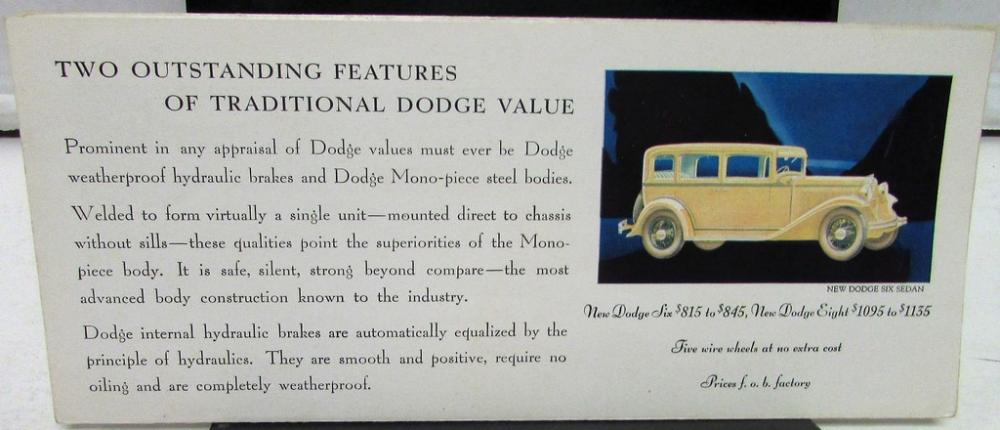 TWO OUTSTANDING FEATURES
OF TRADITIONAL DODGE VALUE
Prominent in any appraisal of Dodge values must ever be Dodge
weatherproof hydraulic brakes and Dodge Mono-piece steel bodies.
Welded to form virtually a single unit—mounted direct to chassis
without sills—these qualities point the superiorities of the Mono-
piece body. It is safe, silent, strong beyond compare—the most
advanced body construction known to the industry.
Dodge internal hydraulic brakes are automatically equalized by the
principle of hydraulics. They are smooth and positive, require no
oiling and are completely weatherproof.
NEW DODGE SIX SEDAN
New Dodge Six $815 to $845, New Dodge Eight $1095 to $1135
Five wire wheels at no extra cost
Prices f. o. b. factory